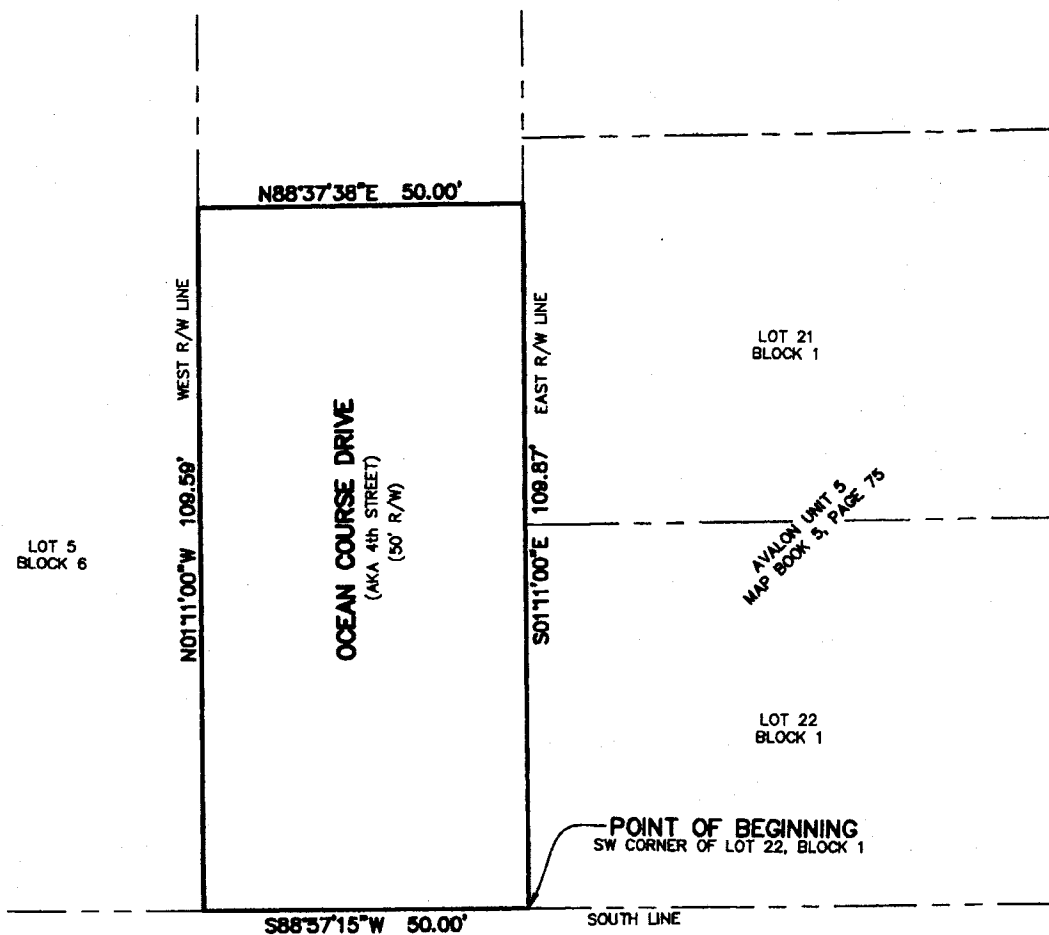 N88°37'38"E 50.00'
WEST R/W LINE
EAST R/W LINE
LOT 21
BLOCK 1
N01°11'00"W 109.59'
OCEAN COURSE DRIVE
(AKA 4th STREET)
(50' R/W)
S01°11'00"E 109.87'
AVALON UNIT 5
MAP BOOK 5, PAGE 75
LOT 5
BLOCK 6
LOT 22
BLOCK 1
POINT OF BEGINNING
SW CORNER OF LOT 22, BLOCK 1
S88°57'15"W 50.00'
SOUTH LINE